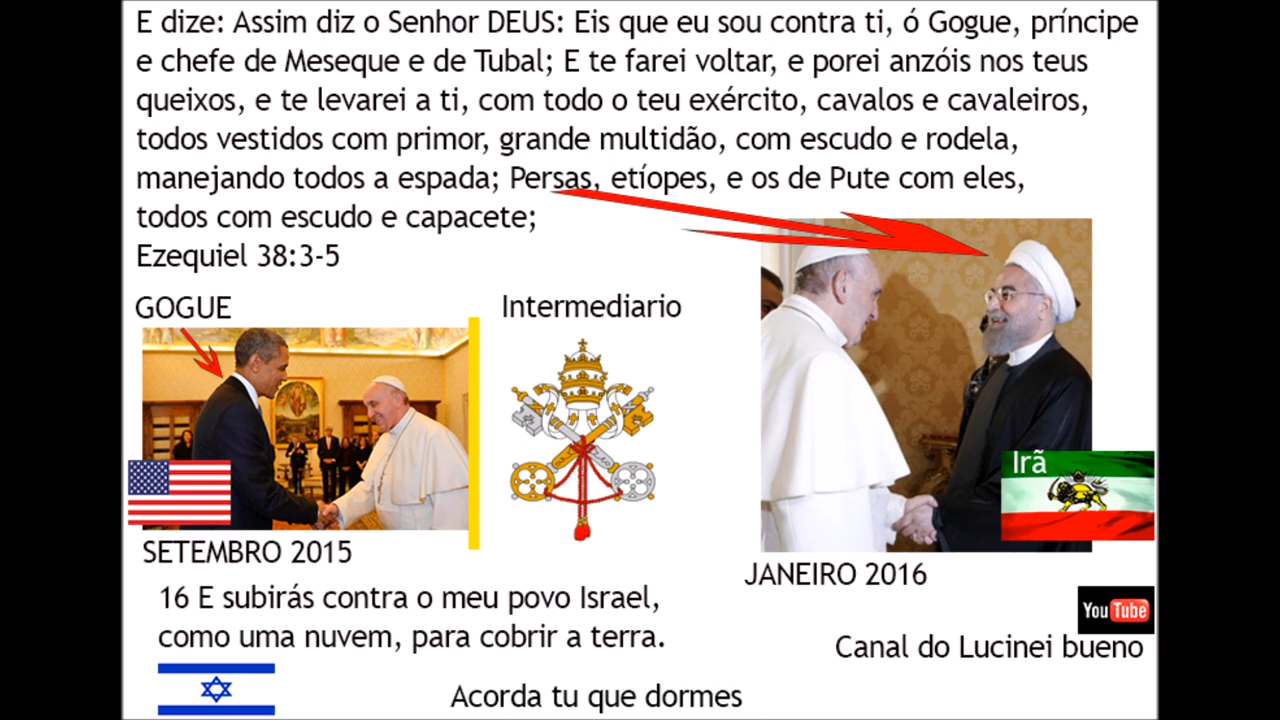 E dize: Assim diz o Senhor DEUS: Eis que eu sou contra ti, ó Gogue, príncipe
e chefe de Meseque e de Tubal; E te farei voltar, e porei anzóis nos teus
queixos, e te levarei a ti, com todo o teu exército, cavalos e cavaleiros,
todos vestidos com primor, grande multidão, com escudo e rodela,
manejando todos a espada; Persas, etíopes, e os de Pute com eles,
todos com escudo e capacete;
Ezequiel 38:3-5
GOGUE
Intermediario
Irã
SETEMBRO 2015
JANEIRO 2016
16 E subirás contra o meu povo Israel,
como uma nuvem, para cobrir a terra.
YouTube
Canal do Lucinei bueno
Acorda tu que dormes